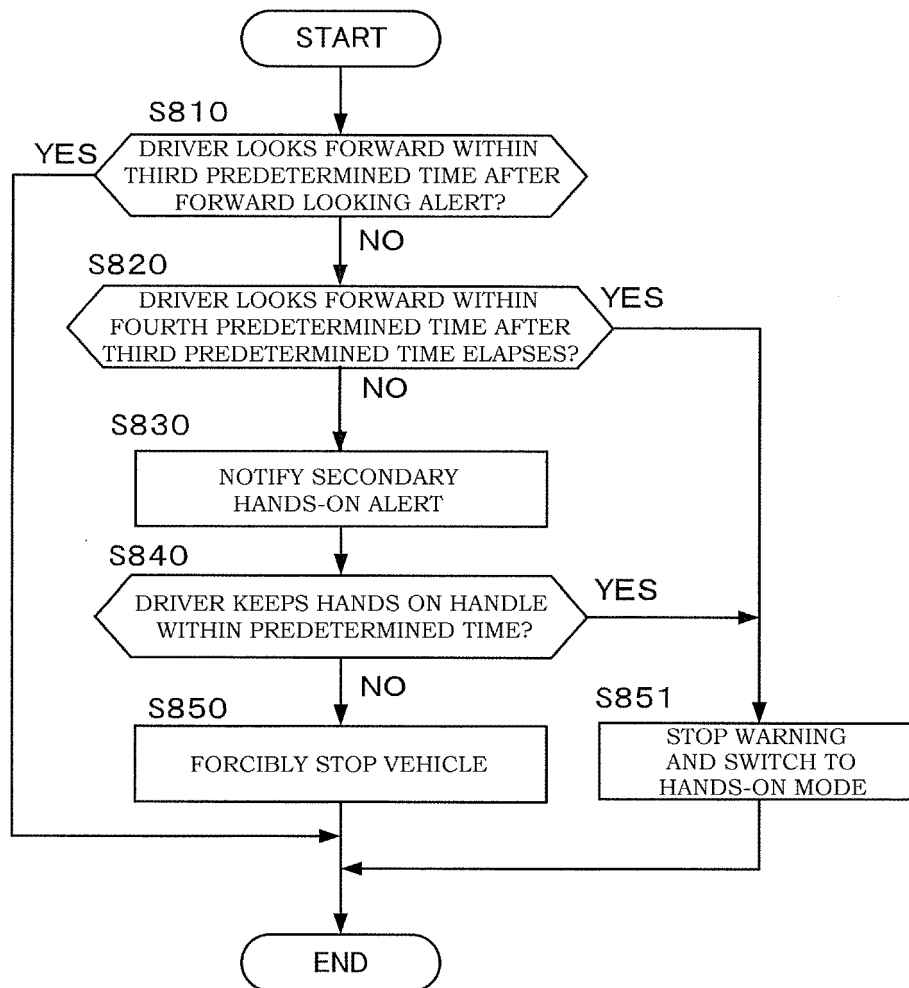 START
S810
YES
DRIVER LOOKS FORWARD WITHIN
THIRD PREDETERMINED TIME AFTER
FORWARD LOOKING ALERT?
NO
S820
DRIVER LOOKS FORWARD WITHIN
FOURTH PREDETERMINED TIME AFTER
THIRD PREDETERMINED TIME ELAPSES?
YES
NO
S830
NOTIFY SECONDARY
HANDS-ON ALERT
S840
DRIVER KEEPS HANDS ON HANDLE
WITHIN PREDETERMINED TIME?
YES
NO
S850
FORCIBLY STOP VEHICLE
S851
STOP WARNING
AND SWITCH TO
HANDS-ON MODE
END